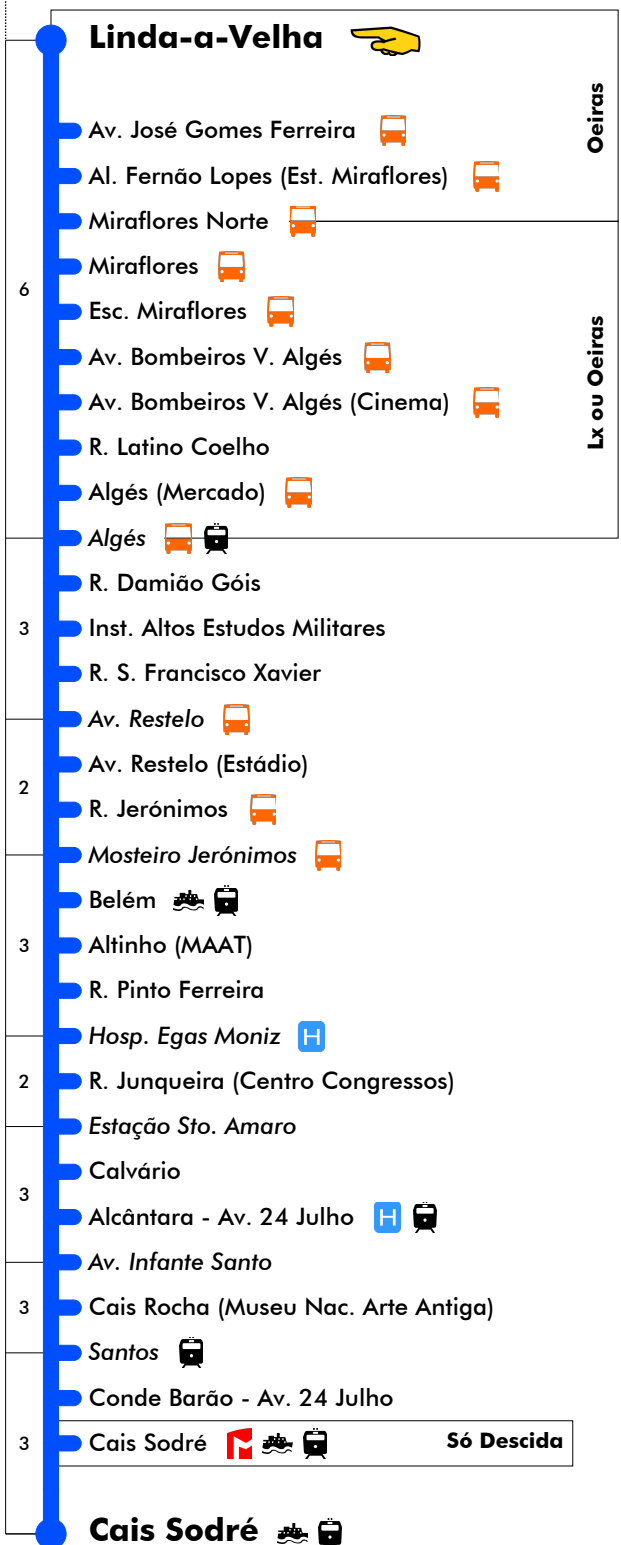 Linda-a-Velha
Av. José Gomes Ferreira
Oeiras
Al. Fernão Lopes (Est. Miraflores)
Miraflores Norte
Miraflores
6
Esc. Miraflores
Av. Bombeiros V. Algés
Lx ou Oeiras
Av. Bombeiros V. Algés (Cinema)
R. Latino Coelho
Algés (Mercado)
Algés
R. Damião Góis
3
Inst. Altos Estudos Militares
R. S. Francisco Xavier
Av. Restelo
Av. Restelo (Estádio)
2
R. Jerónimos
Mosteiro Jerónimos
Belém
3
Altinho (MAAT)
R. Pinto Ferreira
Hosp. Egas Moniz H
2
R. Junqueira (Centro Congressos)
Estação Sto. Amaro
Calvário
3
Alcântara - Av. 24 Julho H
Av. Infante Santo
3
Cais Rocha (Museu Nac. Arte Antiga)
Santos
Conde Barão - Av. 24 Julho
3
Cais Sodré Só Descida
Cais Sodré